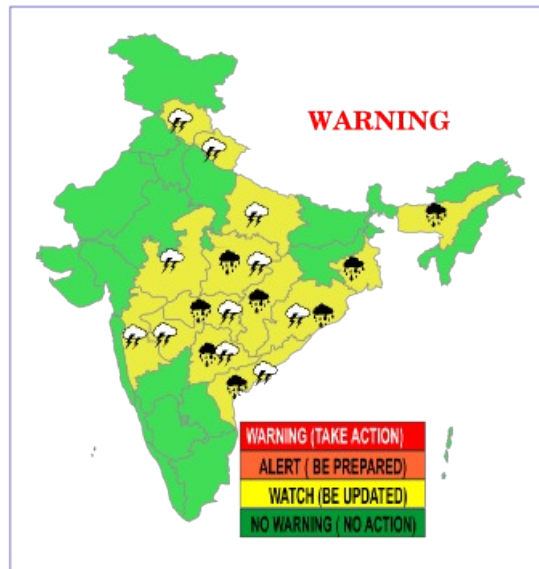 WARNING
WARNING (TAKE ACTION)
ALERT ( BE PREPARED)
WATCH (BE UPDATED)
NO WARNING ( NO ACTION)